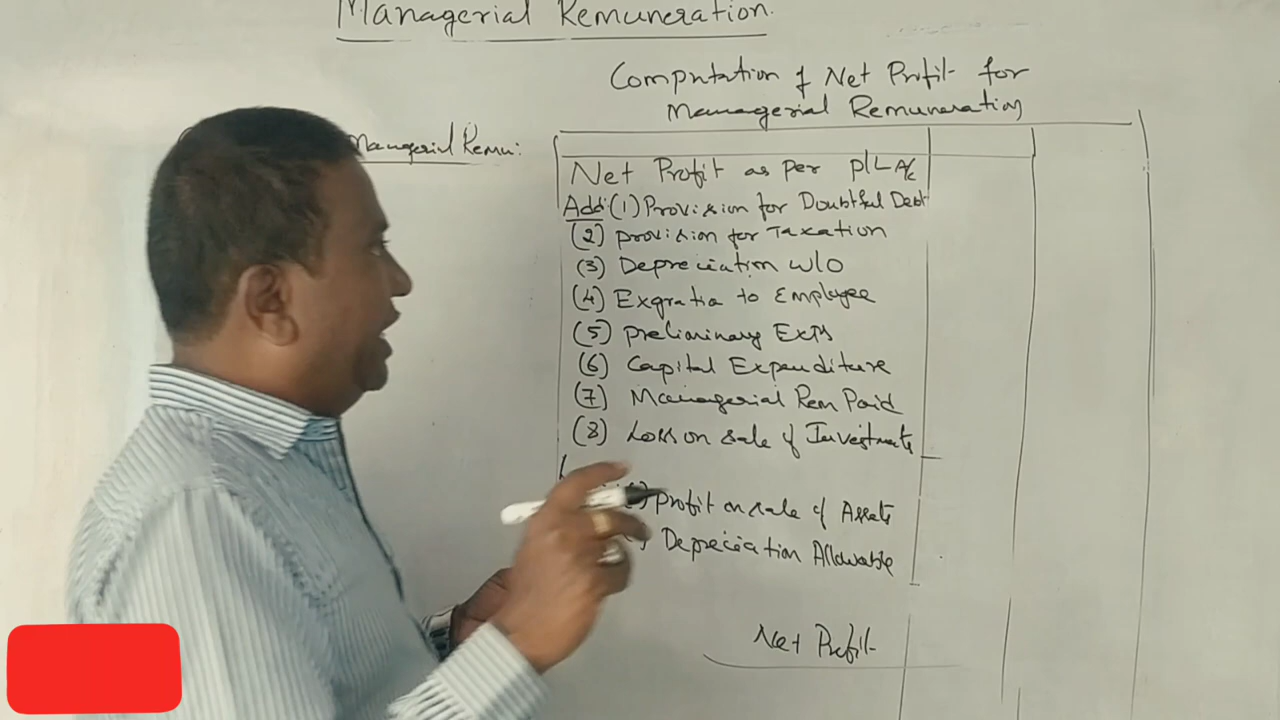 Managerial Remuneration.
Computation of Net Profit for
Managerial Remuneration
Managerial Remu:
Net Profit as per P/L A/c
Add: (1) Provision for Doubtful Debt
(2) provision for Taxation
(3) Depreciation W/O
(4) Exgratia to Employee
(5) Preliminary Exps
(6) Capital Expenditure
(7) Managerial Rem Paid
(8) Loss on sale of Investments
Profit on sale of Assets
Depreciation Allowable
Net Profit